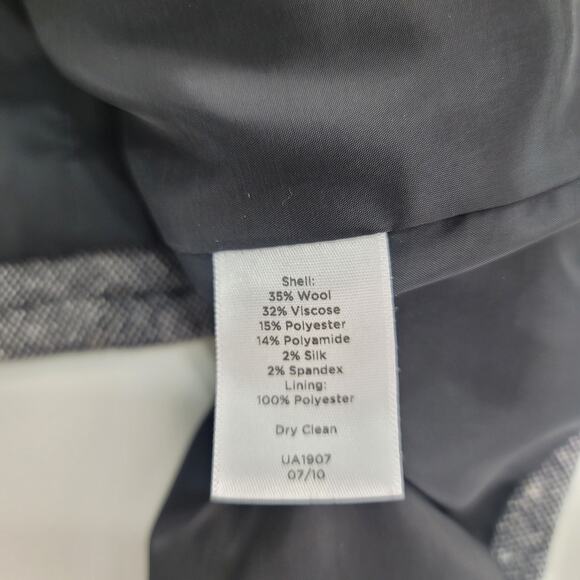 Shell:
35% Wool
32% Viscose
15% Polyester
14% Polyamide
2% Silk
2% Spandex
Lining:
100% Polyester
Dry Clean
UA1907
07/10